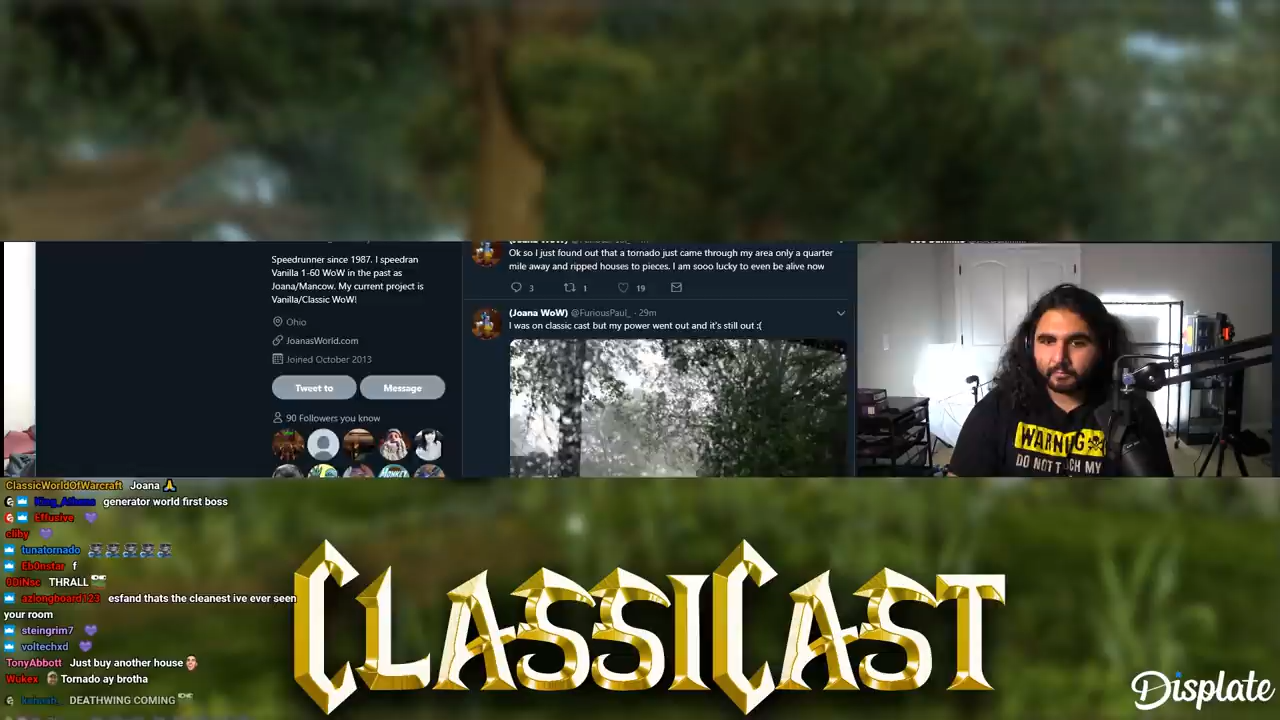 Speedrunner since 1987. I speedran
Vanilla 1-60 WoW in the past as
Joana/Mancow. My current project is
Vanilla/Classic WoW!
Ohio
JoanasWorld.com
Joined October 2013
Tweet to
Message
90 Followers you know
Ok so I just found out that a tornado just came through my area only a quarter
mile away and ripped houses to pieces. I am sooo lucky to even be alive now
3 1 19
(Joana WoW) @FuriousPaul_ · 29m
I was on classic cast but my power went out and it's still out :(
WARNING
DO NOT TOUCH MY
ClassicWorldOfWarcraft Joana 🙏
generator world first boss
Effusive 💜
cliby 💜
tunatornado
Eb0nstar f
0DiNsc THRALL
azlongboard123 esfand thats the cleanest ive ever seen
your room
steingrim7 💜
voltechxd 💜
TonyAbbott Just buy another house
Wukex Tornado ay brotha
DEATHWING COMING
CLASSICAST
Displate